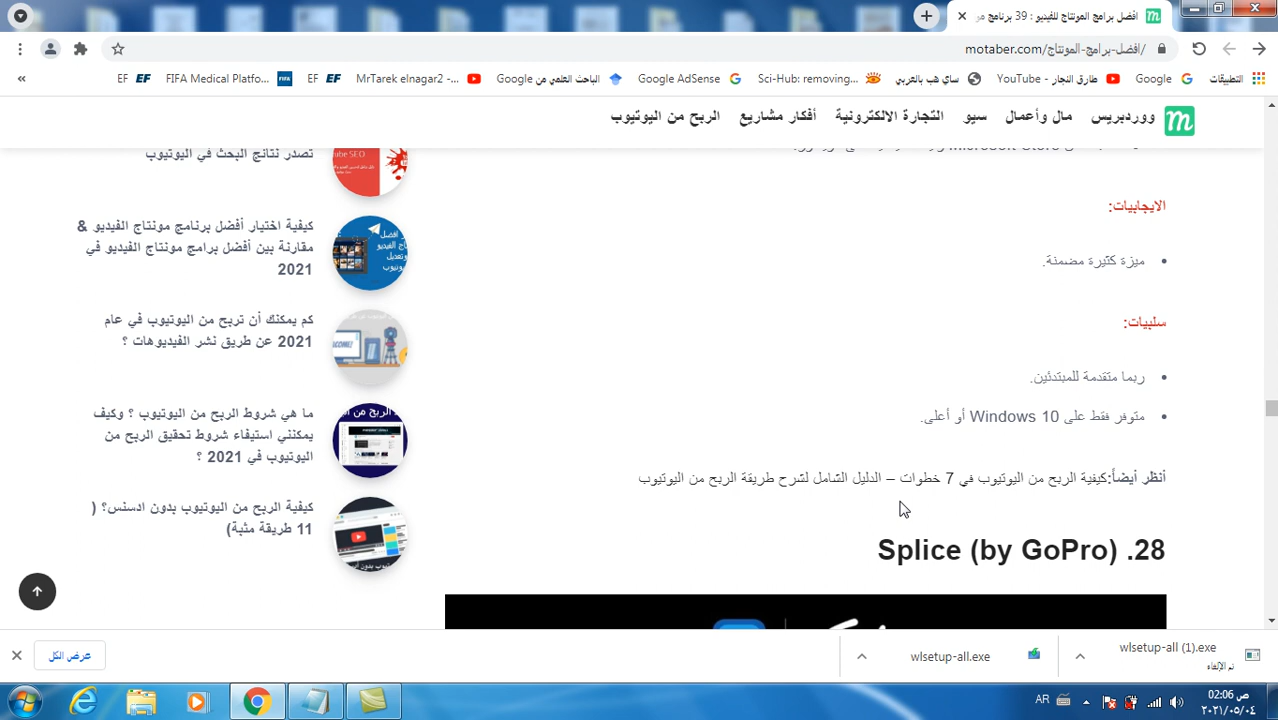 افضل برامج المونتاج للفيديو : 39 برنامج مو
motaber.com/افضل-برامج-المونتاج/
التطبيقات
Google
طارق النجار - YouTube
ساي هب بالعربي
Sci-Hub: removing...
Google AdSense
الباحث العلمي من Google
MrTarek elnagar2 -...
EF
FIFA Medical Platfo...
EF
»
ووردبريس
مال وأعمال
سيو
التجارة الالكترونية
أفكار مشاريع
الربح من اليوتيوب
Microsoft Store
الايجابيات:
ميزة كثيرة مضمنة.
سلبيات:
ربما متقدمة للمبتدئين.
متوفر فقط على Windows 10 أو أعلى.
أنظر أيضاً:كيفية الربح من اليوتيوب في 7 خطوات – الدليل الشامل لشرح طريقة الربح من اليوتيوب
28. Splice (by GoPro)
تصدر نتائج البحث في اليوتيوب
كيفية اختيار أفضل برنامج مونتاج الفيديو &
مقارنة بين أفضل برامج مونتاج الفيديو في
2021
كم يمكنك أن تربح من اليوتيوب في عام
2021 عن طريق نشر الفيديوهات ؟
ما هي شروط الربح من اليوتيوب ؟ وكيف
يمكنني استيفاء شروط تحقيق الربح من
اليوتيوب في 2021 ؟
كيفية الربح من اليوتيوب بدون ادسنس؟ (
11 طريقة مثبة)
wlsetup-all (1).exe
تم الإلغاء
wlsetup-all.exe
عرض الكل
AR
02:06 ص
٢٠٢١/٠٥/٠٤